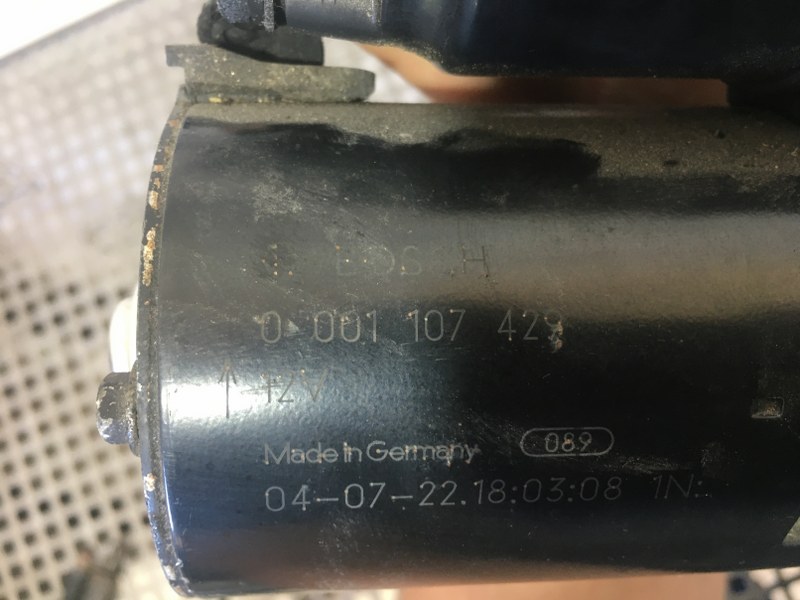 BOSCH
0 001 107 429
12V
Made in Germany 089
04-07-22.18:03:08